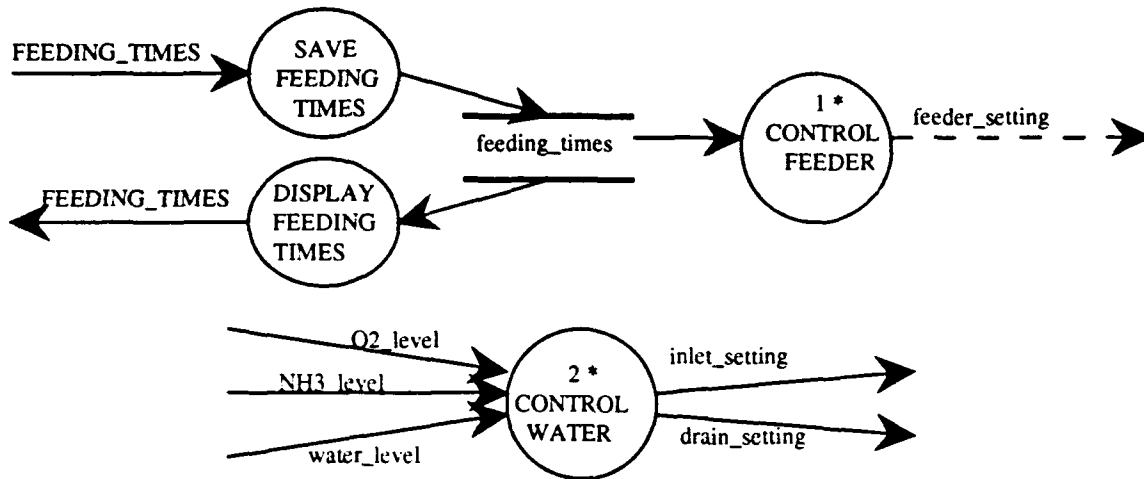 FEEDING_TIMES
SAVE
FEEDING
TIMES
feeding_times
1 *
CONTROL
FEEDER
feeder_setting
FEEDING_TIMES
DISPLAY
FEEDING
TIMES
O2_level
NH3_level
water_level
2 *
CONTROL
WATER
inlet_setting
drain_setting